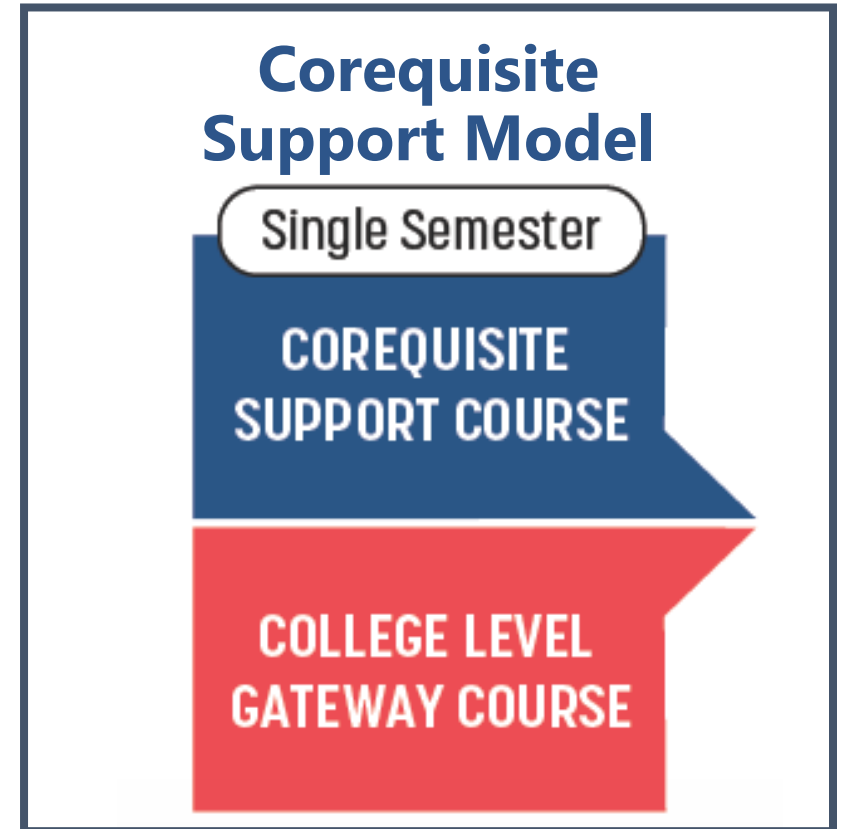 Corequisite
Support Model
Single Semester
COREQUISITE
SUPPORT COURSE
COLLEGE LEVEL
GATEWAY COURSE